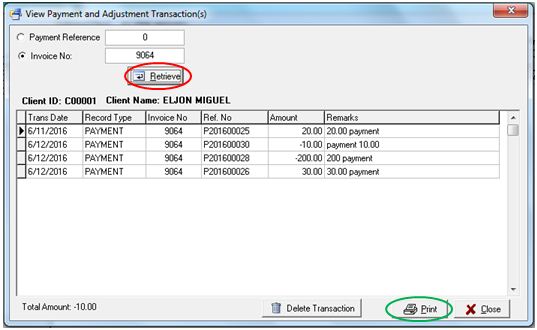 View Payment and Adjustment Transaction(s)
Payment Reference 0
Invoice No: 9064
Retrieve
Client ID: C00001 Client Name: ELJON MIGUEL
Trans Date Record Type Invoice No Ref. No Amount Remarks
6/11/2016 PAYMENT 9064 P201600025 20.00 20.00 payment
6/12/2016 PAYMENT 9064 P201600030 -10.00 payment 10.00
6/12/2016 PAYMENT 9064 P201600028 -200.00 200 payment
6/12/2016 PAYMENT 9064 P201600026 30.00 30.00 payment
Total Amount: -10.00 Delete Transaction Print Close